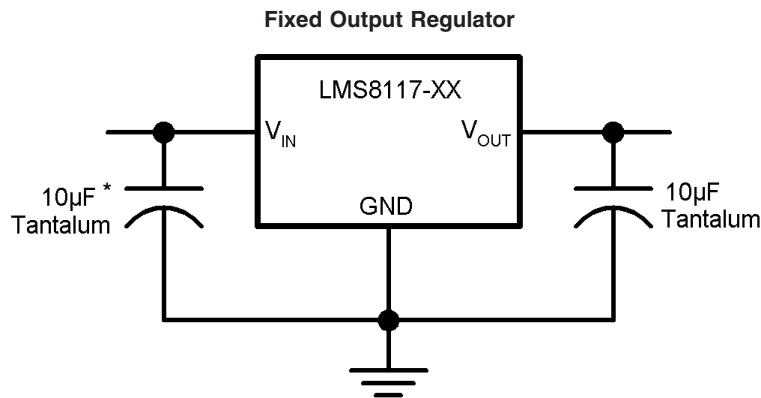 Fixed Output Regulator
LMS8117-XX
VIN
VOUT
10µF *
Tantalum
GND
10µF
Tantalum